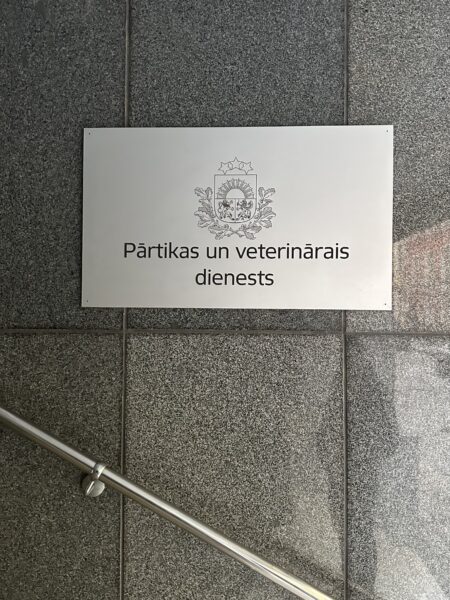 Pārtikas un veterinārais
dienests